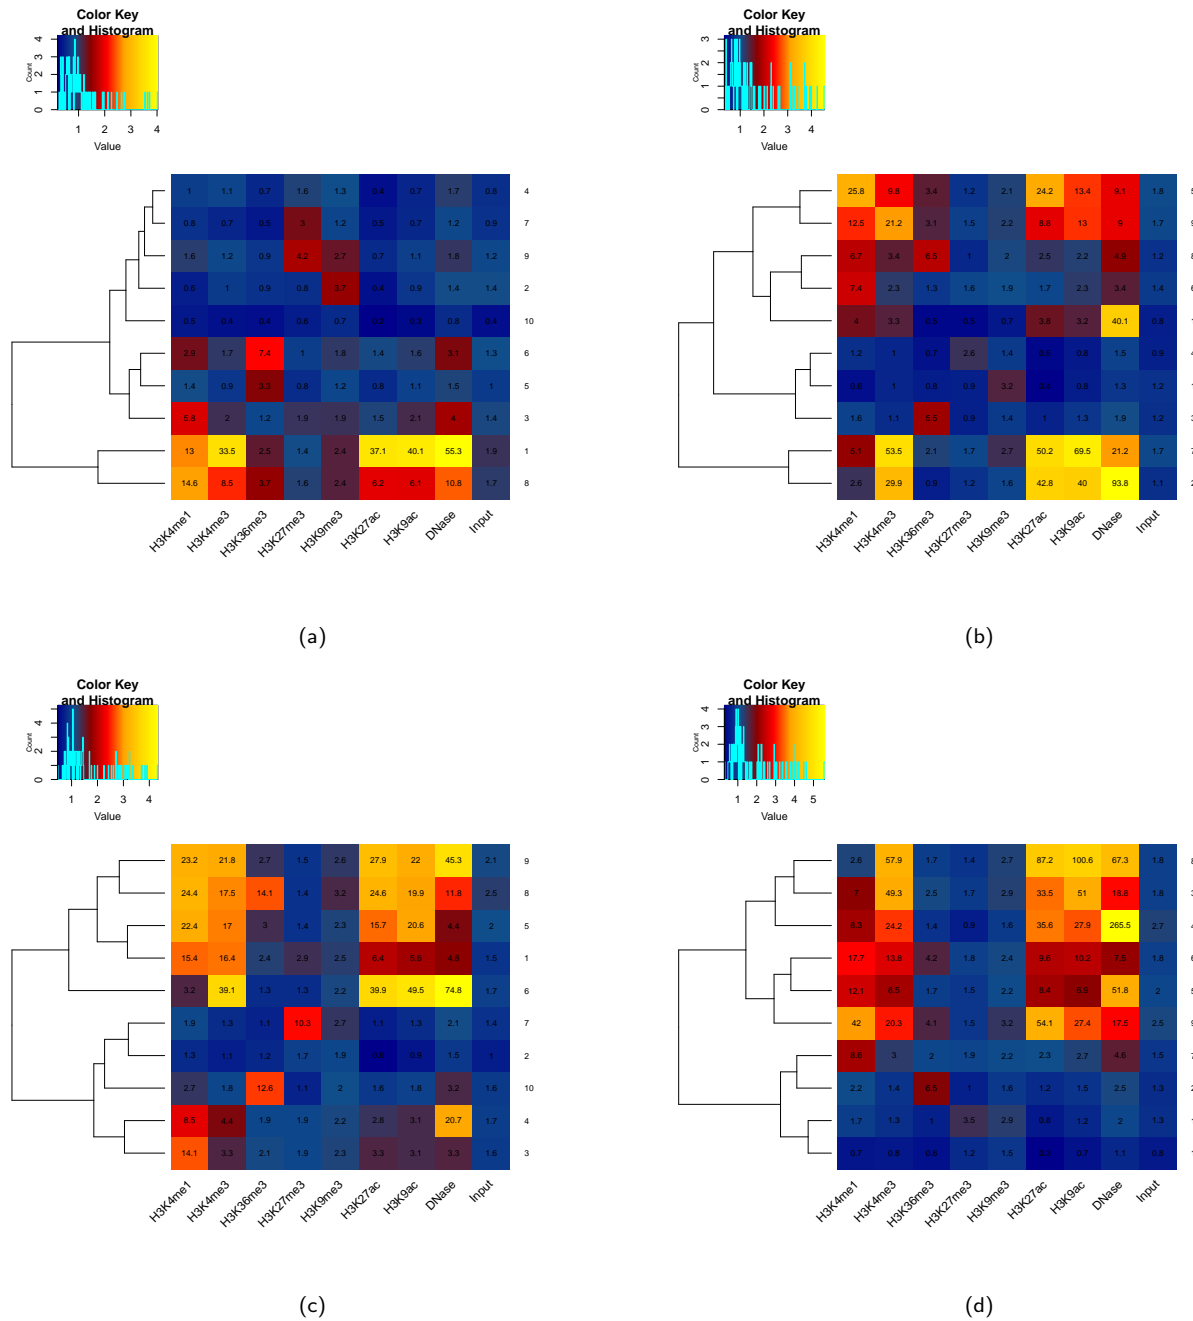 Color Key
and Histogram
Count
0 1 2 3 4
1 2 3 4
Value
1 1.1 0.7 1.6 1.3 0.4 0.7 1.7 0.8 4
0.8 0.7 0.5 3 1.2 0.5 0.7 1.2 0.9 7
1.6 1.2 0.9 4.2 2.7 0.7 1.1 1.8 1.2 9
0.6 1 0.9 0.8 3.7 0.4 0.9 1.4 1.4 2
0.5 0.4 0.4 0.6 0.7 0.3 0.8 0.4 10
2.9 1.7 7.4 1 1.8 1.4 1.6 3.1 1.3 6
1.4 0.9 3.3 0.8 1.2 0.8 1.1 1.5 1 5
5.8 2 1.2 1.9 1.9 1.5 2.1 4 1.4 3
13 33.5 2.5 1.4 2.4 37.1 40.1 55.3 1.9 1
14.6 8.5 3.7 1.6 2.4 8.2 8.1 10.8 1.7 8
H3K4me1 H3K4me3 H3K36me3 H3K27me3 H3K9me3 H3K27ac H3K9ac DNase Input
(a)
Color Key
and Histogram
Count
0 1 2 3
1 2 3 4
Value
25.8 9.8 3.4 1.2 2.1 24.2 13.4 9.1 1.8 5
12.5 21.2 3.1 1.5 2.2 8.8 13 9 1.7 9
6.7 3.4 6.5 1 2 2.5 2.2 4.9 1.2 8
7.4 2.3 1.3 1.6 1.9 1.7 2.3 3.4 1.4 6
4 3.3 0.5 0.5 0.7 3.8 3.2 40.1 0.8 1
1.2 1 0.7 2.6 1.4 0.5 0.8 1.5 0.9 4
0.6 1 0.8 0.9 3.2 0.4 0.8 1.3 1.2 1
1.6 1.1 5.5 0.9 1.4 1 1.3 1.9 1.2 3
5.1 53.5 2.1 1.7 2.7 50.2 69.5 21.2 1.7 7
2.6 29.9 0.9 1.2 1.6 42.8 40 93.8 1.1 2
H3K4me1 H3K4me3 H3K36me3 H3K27me3 H3K9me3 H3K27ac H3K9ac DNase Input
(b)
Color Key
and Histogram
Count
0 2 4
1 2 3 4
Value
23.2 21.8 2.7 1.5 2.6 27.9 22 45.3 2.1 9
24.4 17.5 14.1 1.4 3.2 24.6 19.9 11.8 2.5 8
22.4 17 3 1.4 2.3 15.7 20.6 4.4 2 5
15.4 16.4 2.4 2.9 2.5 6.4 5.6 4.8 1.5 1
3.2 39.1 1.3 1.3 2.2 39.9 49.5 74.8 1.7 6
1.9 1.3 1.1 10.3 2.7 1.1 1.3 2.1 1.4 7
1.3 1.1 1.2 1.7 1.9 0.8 0.9 1.5 1 2
2.7 1.8 12.6 1.1 2 1.6 1.8 3.2 1.6 10
8.5 4.4 1.9 1.9 2.2 2.8 3.1 20.7 1.7 4
14.1 3.3 2.1 1.9 2.3 3.3 3.1 3.3 1.6 3
H3K4me1 H3K4me3 H3K36me3 H3K27me3 H3K9me3 H3K27ac H3K9ac DNase Input
(c)
Color Key
and Histogram
Count
0 1 2 3 4
1 2 3 4 5
Value
2.6 57.9 1.7 1.4 2.7 87.2 100.6 67.3 1.8 8
7 49.3 2.5 1.7 2.9 33.5 51 18.8 1.8 3
8.3 24.2 1.4 0.9 1.6 35.6 27.9 265.5 2.7 4
17.7 13.8 4.2 1.8 2.4 9.6 10.2 7.5 1.8 6
12.1 8.5 1.7 1.5 2.2 8.4 6.9 51.8 2 5
42 20.3 4.1 1.5 3.2 54.1 27.4 17.5 2.5 9
8.6 3 2 1.9 2.2 2.3 2.7 4.6 1.5 7
2.2 1.4 6.5 1 1.6 1.2 1.5 2.5 1.3 2
1.7 1.3 1 3.5 2.9 0.8 1.2 2 1.3 1
0.7 0.8 0.6 1.2 1.5 0.7 1.1 0.8 1
H3K4me1 H3K4me3 H3K36me3 H3K27me3 H3K9me3 H3K27ac H3K9ac DNase Input
(d)